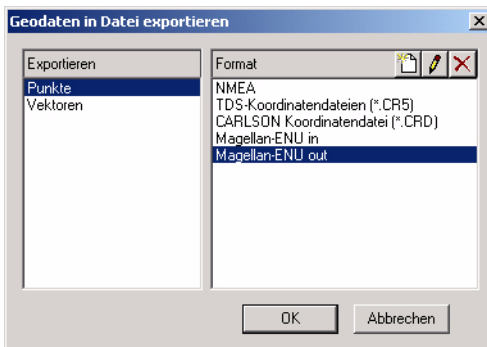 Geodaten in Datei exportieren
Exportieren
Punkte
Vektoren
Format
NMEA
TDS-Koordinatendateien (*.CR5)
CARLSON Koordinatendatei (*.CRD)
Magellan-ENU in
Magellan-ENU out
OK
Abbrechen